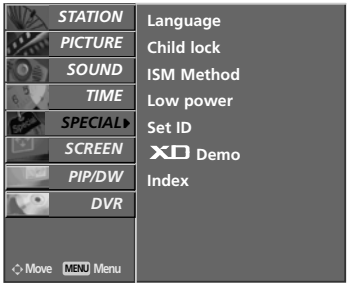 STATION
PICTURE
SOUND
TIME
SPECIAL
SCREEN
PIP/DW
DVR
Move MENU Menu
Language
Child lock
ISM Method
Low power
Set ID
XD Demo
Index